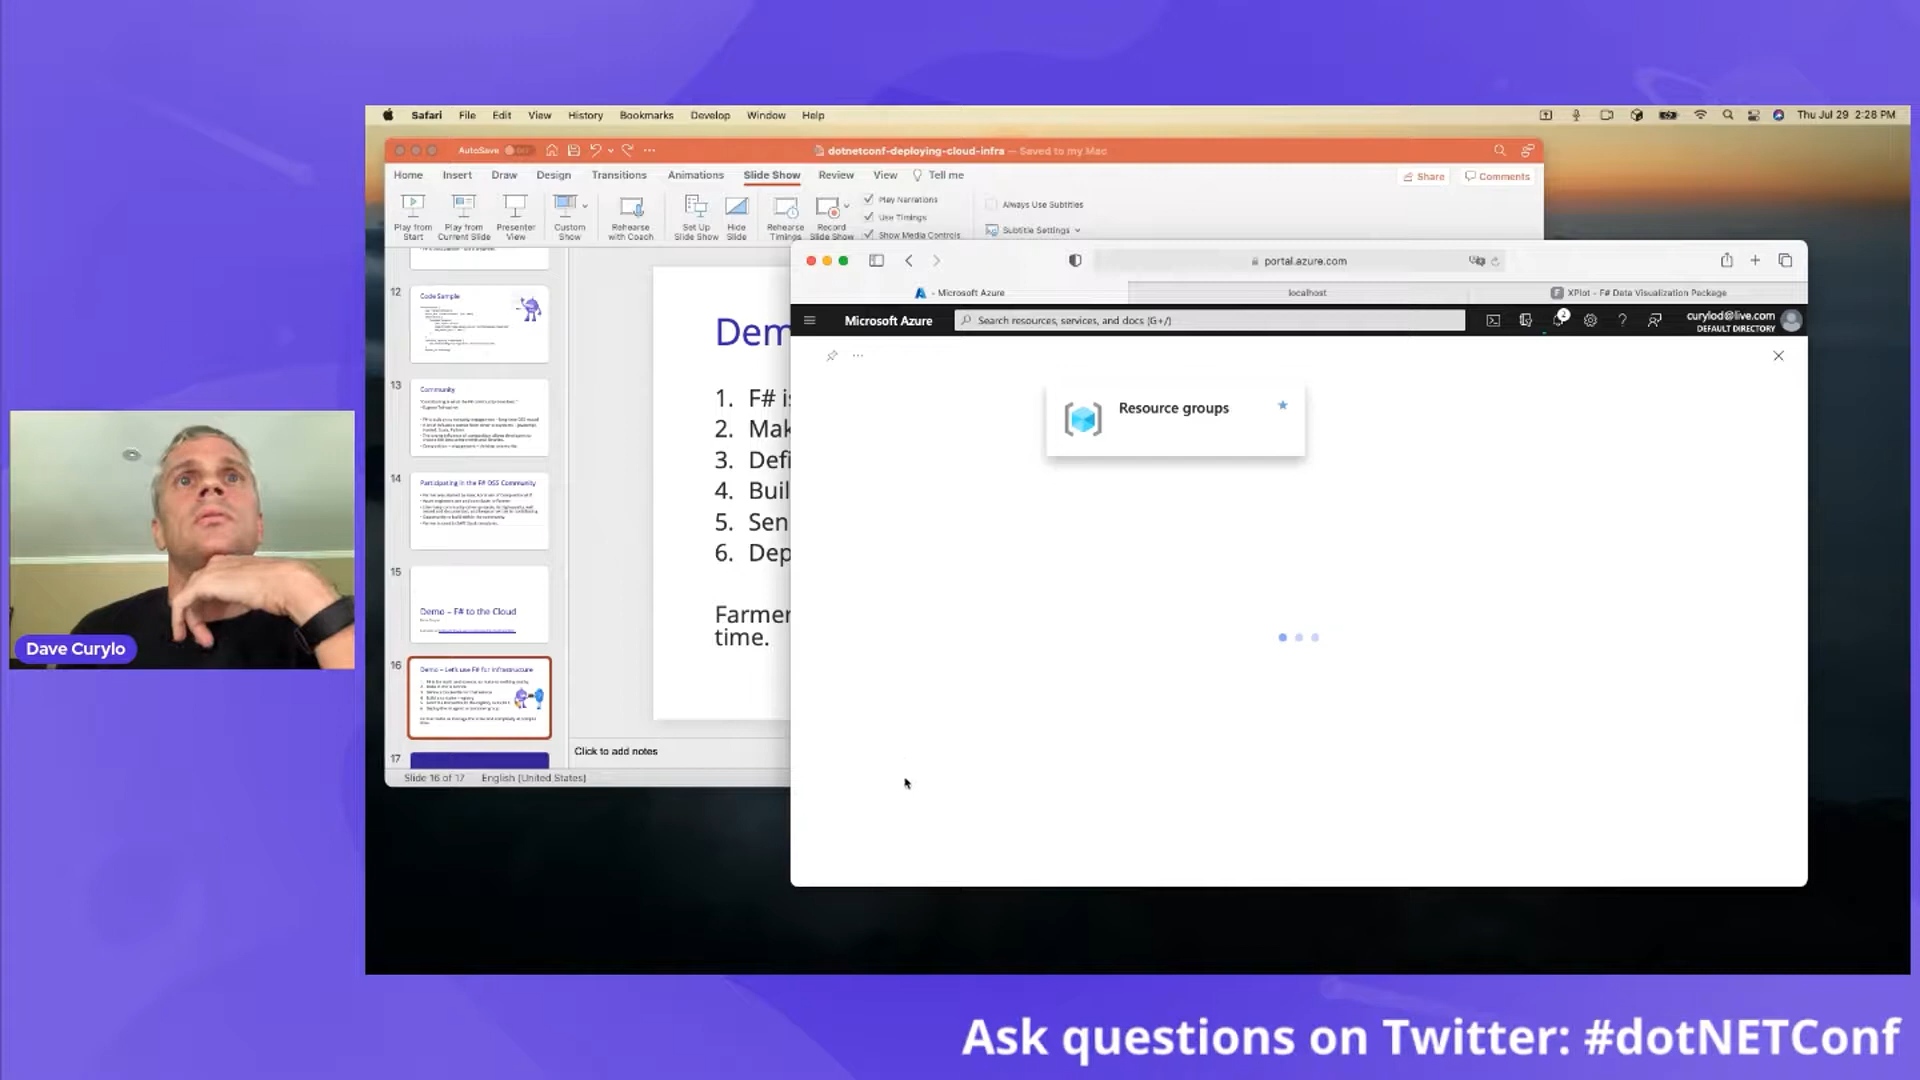 Safari File Edit View History Bookmarks Develop Window Help
Thu Jul 29 2:28 PM
AutoSave OFF
dotnetconf-deploying-cloud-infra — Saved to my Mac
Home Insert Draw Design Transitions Animations Slide Show Review View Tell me
Share Comments
Play from Start
Play from Current Slide
Presenter View
Custom Show
Rehearse with Coach
Set Up Slide Show
Hide Slide
Rehearse Timings
Record Slide Show
Play Narrations
Use Timings
Show Media Controls
Always Use Subtitles
Subtitle Settings
12
Code Sample
13
Community
14
Participating in the F# OSS Community
15
Demo – F# to the Cloud
16
Demo – Let's use F# for Infrastructure
17
Dem
1. F# i
2. Mak
3. Defi
4. Buil
5. Sen
6. Dep
Farmer
time.
Click to add notes
Slide 16 of 17 English (United States)
portal.azure.com
- Microsoft Azure
localhost
XPlot - F# Data Visualization Package
Microsoft Azure
Search resources, services, and docs (G+/)
2
curylod@live.com
DEFAULT DIRECTORY
Resource groups
Dave Curylo
Ask questions on Twitter: #dotNETConf